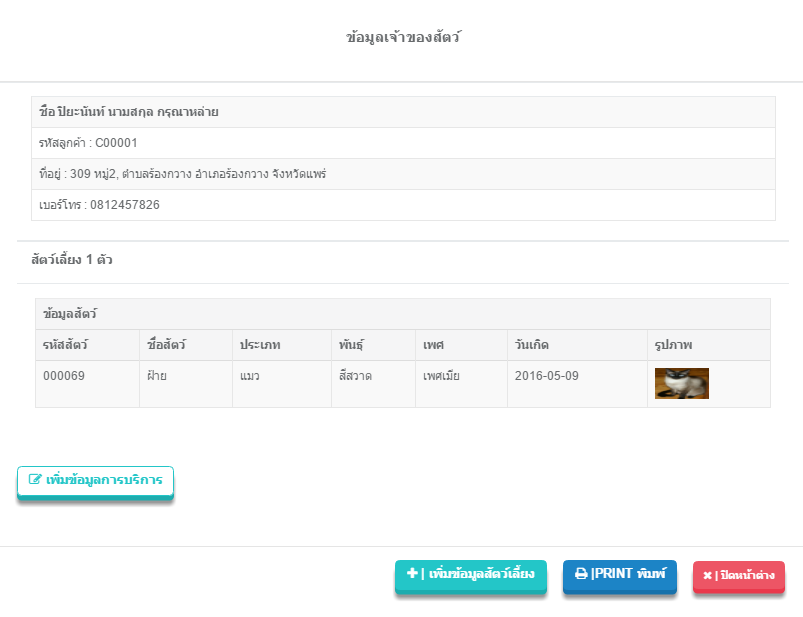 ข้อมูลเจ้าของสัตว์
ชื่อ ปิยะนันท์ นามสกุล กรุณาหล่าย
รหัสลูกค้า : C00001
ที่อยู่ : 309 หมู่2, ตำบลร้องกวาง อำเภอร้องกวาง จังหวัดแพร่
เบอร์โทร : 0812457826
สัตว์เลี้ยง 1 ตัว
ข้อมูลสัตว์
รหัสสัตว์ ชื่อสัตว์ ประเภท พันธุ์ เพศ วันเกิด รูปภาพ
000069 ฝ้าย แมว สีสวาด เพศเมีย 2016-05-09
เพิ่มข้อมูลการบริการ
| เพิ่มข้อมูลสัตว์เลี้ยง |PRINT พิมพ์ | ปิดหน้าต่าง